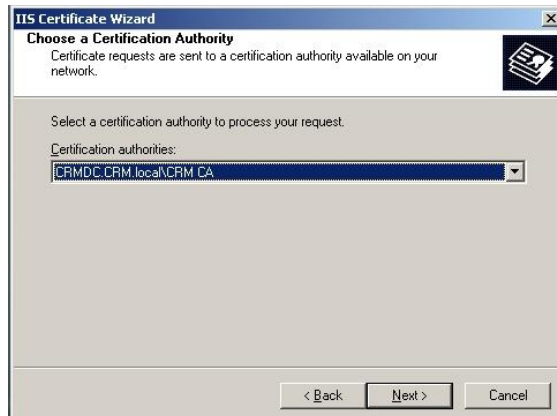 IIS Certificate Wizard
Choose a Certification Authority
Certificate requests are sent to a certification authority available on your
network.
Select a certification authority to process your request.
Certification authorities:
CRMDC.CRM.local\CRM CA
< Back
Next >
Cancel